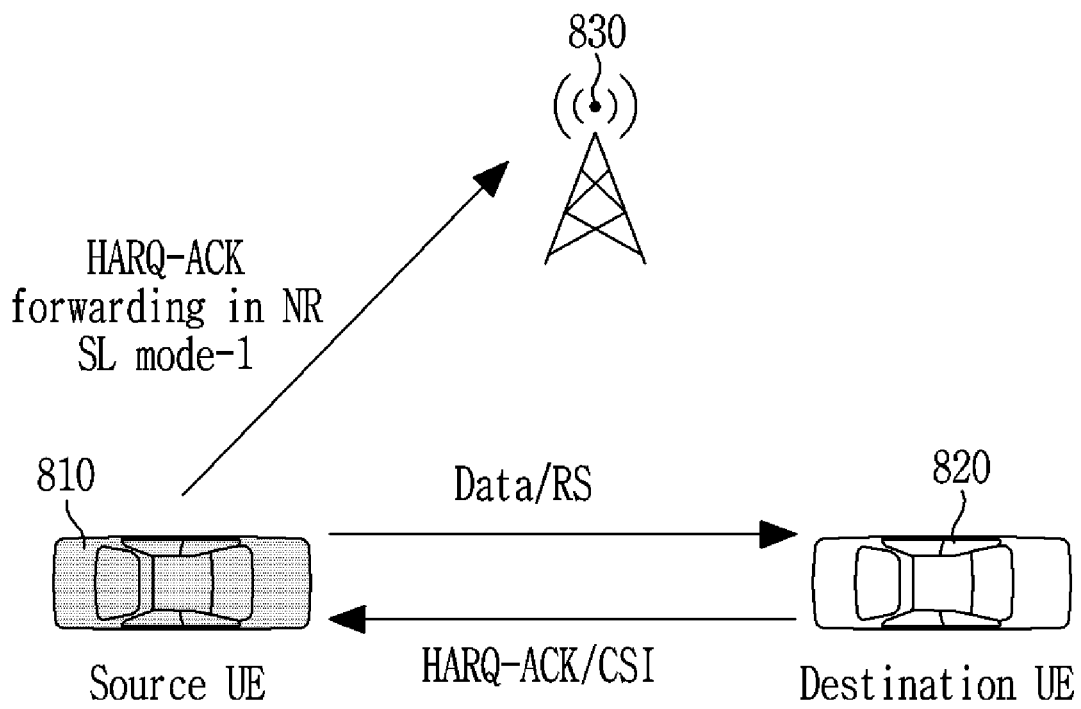 830
HARQ-ACK
forwarding in NR
SL mode-1
810
Data/RS
820
HARQ-ACK/CSI
Source UE
Destination UE